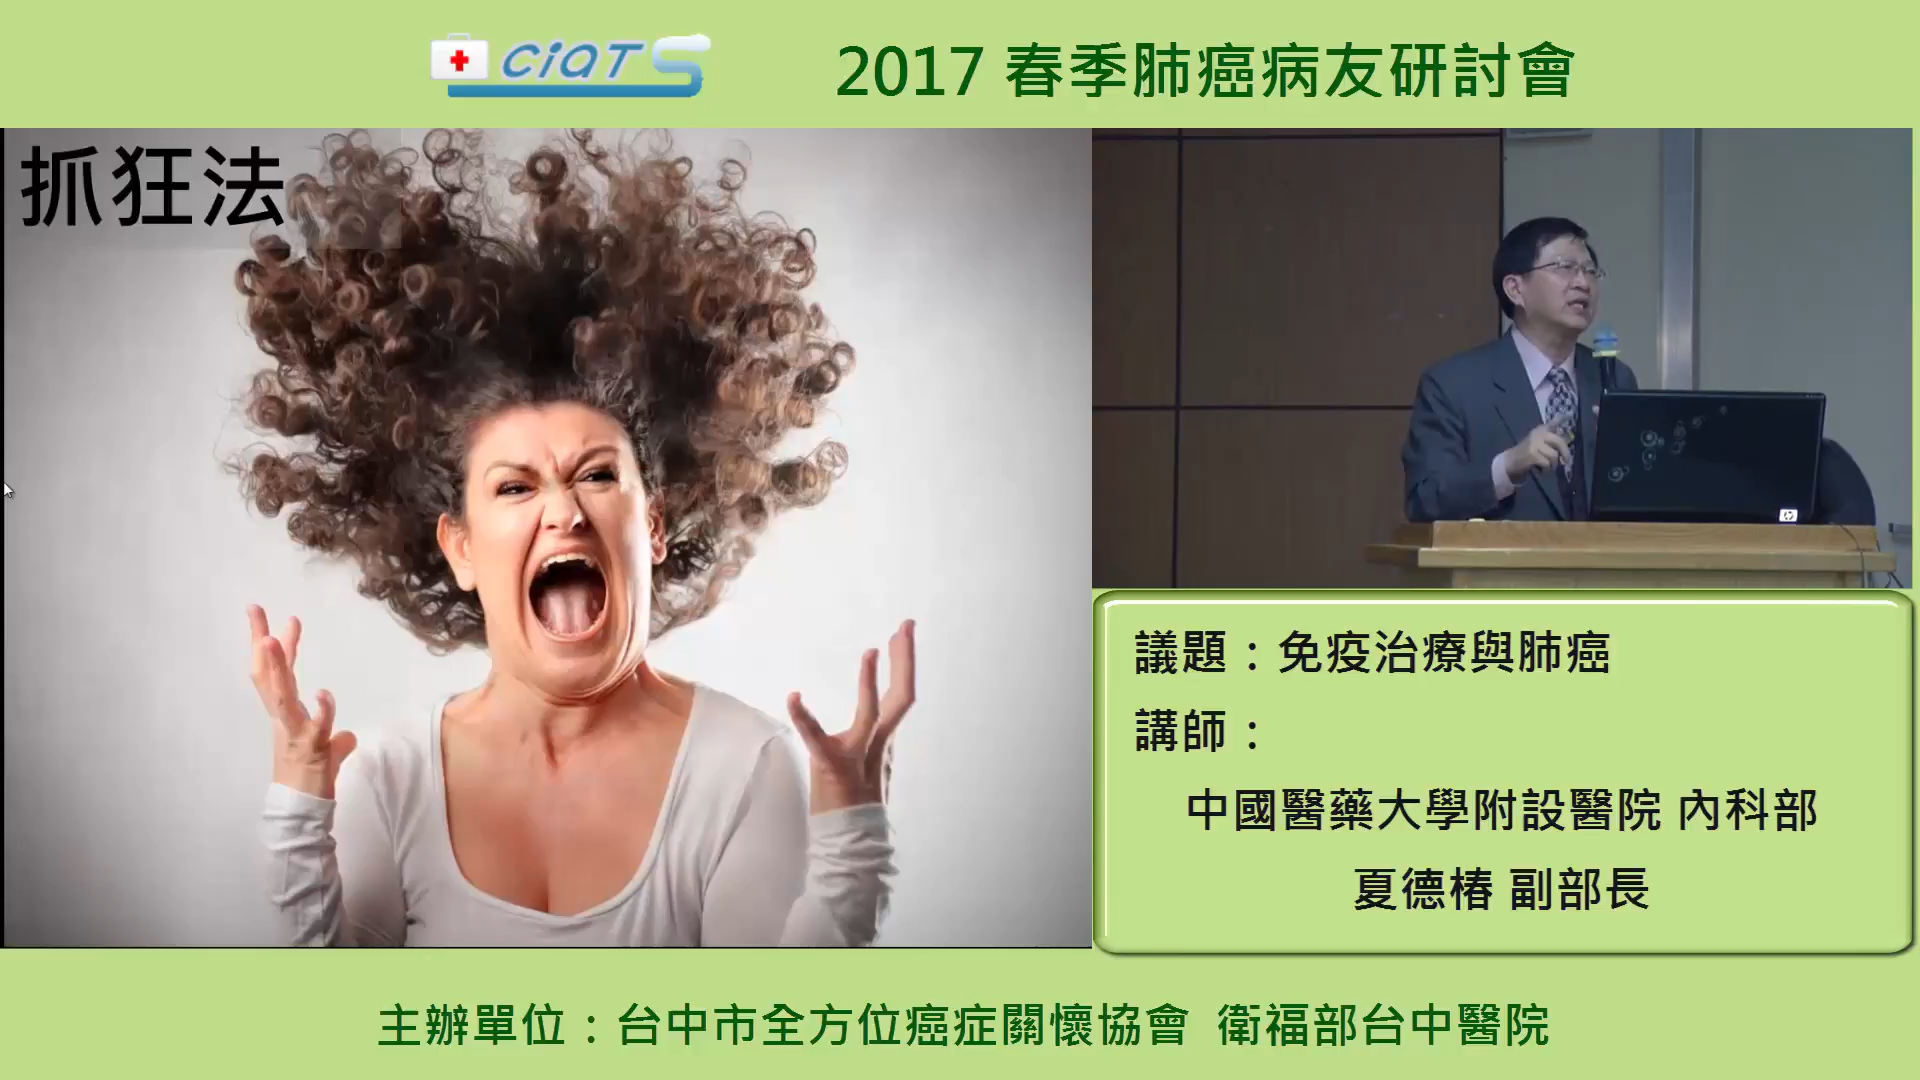 CiaTS
2017 春季肺癌病友研討會
抓狂法
議題：免疫治療與肺癌
講師：
中國醫藥大學附設醫院 內科部
夏德椿 副部長
主辦單位：台中市全方位癌症關懷協會 衛福部台中醫院